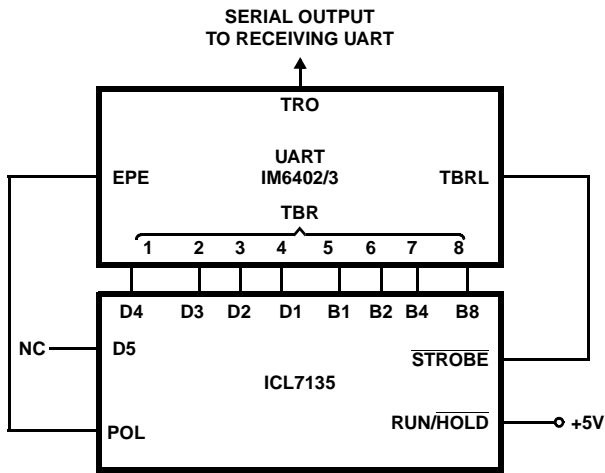 SERIAL OUTPUT
TO RECEIVING UART
TRO
UART
IM6402/3
EPE
TBRL
TBR
1 2 3 4 5 6 7 8
D4 D3 D2 D1 B1 B2 B4 B8
NC
D5
STROBE
ICL7135
RUN/HOLD
+5V
POL